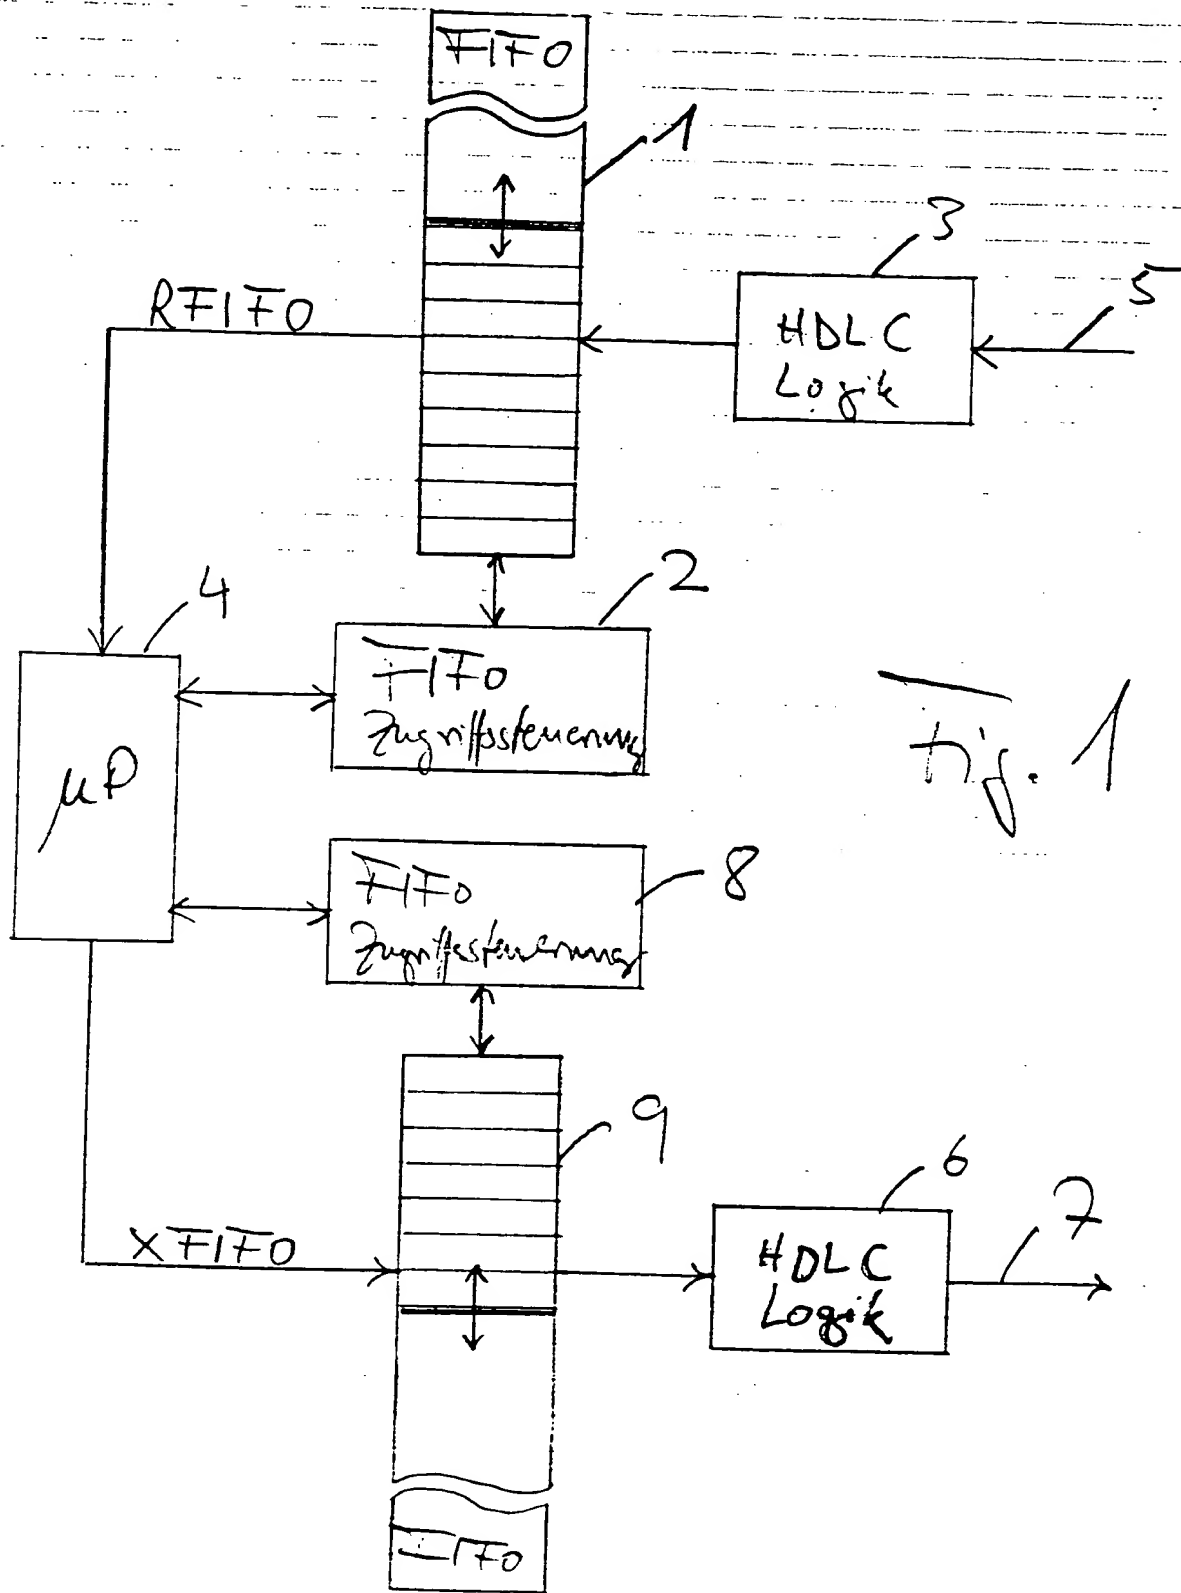 FIFO
1
3
5
RFIFO
HDLC
Logik
2
4
FIFO
Zugriffssteuerung
µP
Fig. 1
FIFO
Zugriffssteuerung
8
9
6
7
XFIFO
HDLC
Logik
FIFO